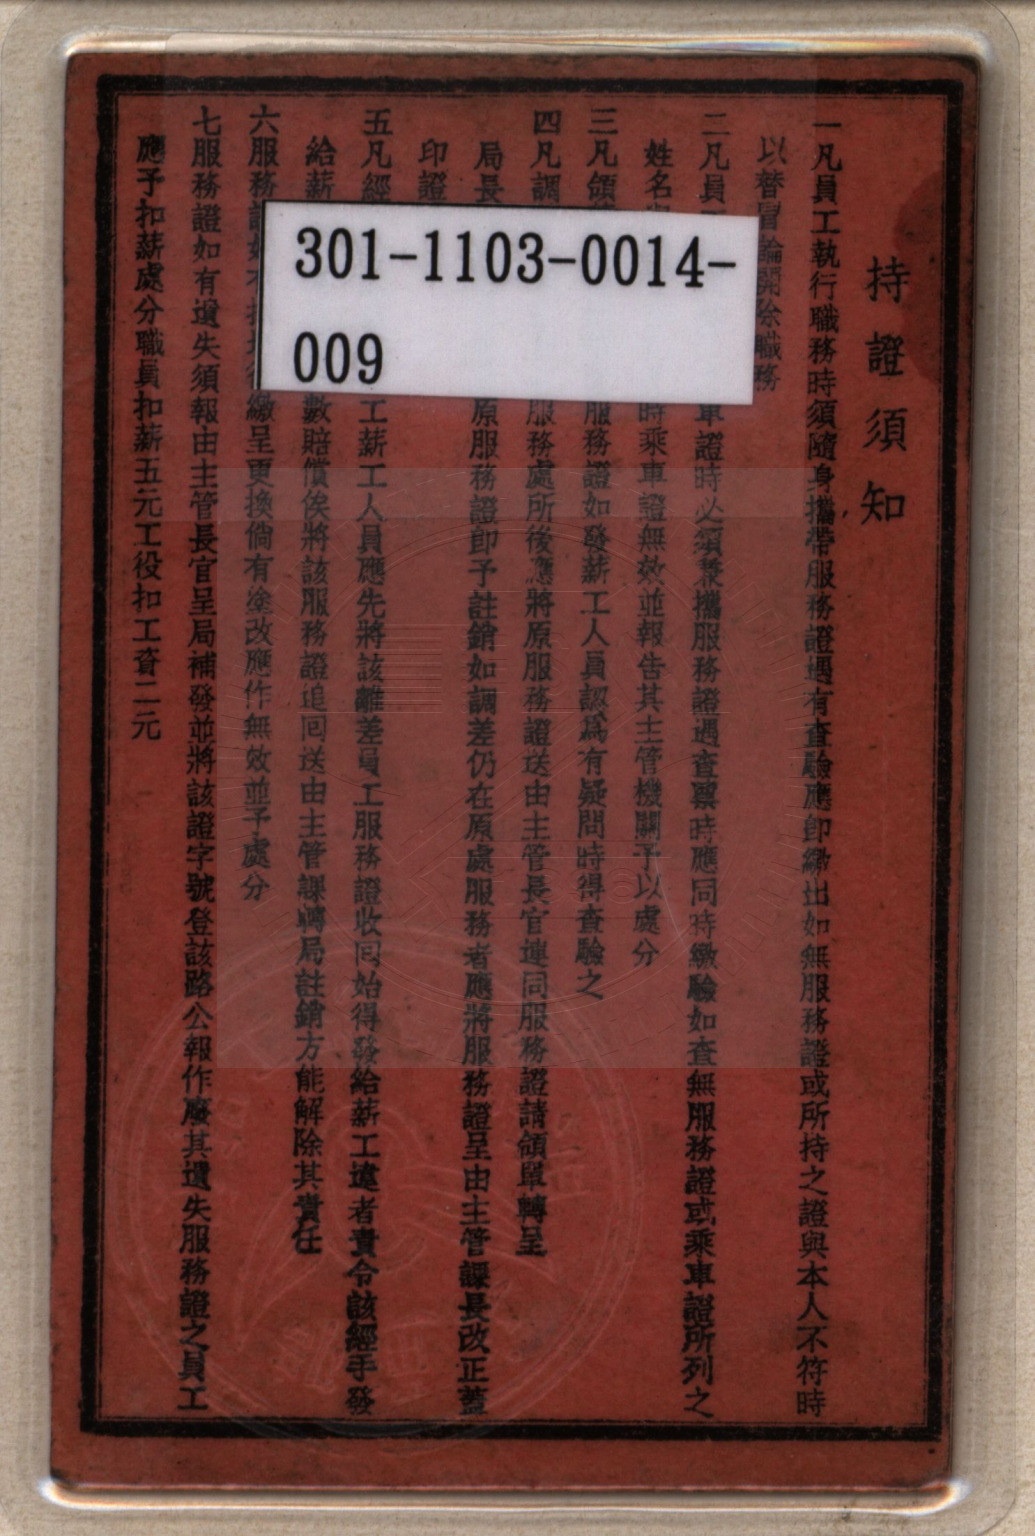 持證須知
一凡員工執行職務時須隨身攜帶服務證遇有查驗應卽繳出如無服務證或所持之證與本人不符時
以替冒論開除職務
二凡員 車證時必須兼攜服務證遇查票時應同時繳驗如查無服務證或乘車證所列之
姓名 時乘車證無效並報告其主管機關予以處分
三凡領 服務證如發薪工人員認爲有疑問時得查驗之
四凡調 服務處所後應將原服務證送由主管長官連同服務證請領單轉呈
局長 原服務證卽予註銷如調差仍在原處服務者應將服務證呈由主管課長改正蓋
印證
五凡經 工薪工人員應先將該離差員工服務證收回始得發給薪工違者責令該經手發
給薪 數賠償俟將該服務證追回送由主管課轉局註銷方能解除其責任
六服務證如 繳呈更換倘有塗改應作無效並予處分
七服務證如有遺失須報由主管長官呈局補發並將該證字號登該路公報作廢其遺失服務證之員工
應予扣薪處分職員扣薪五元工役扣工資二元
301-1103-0014-
009